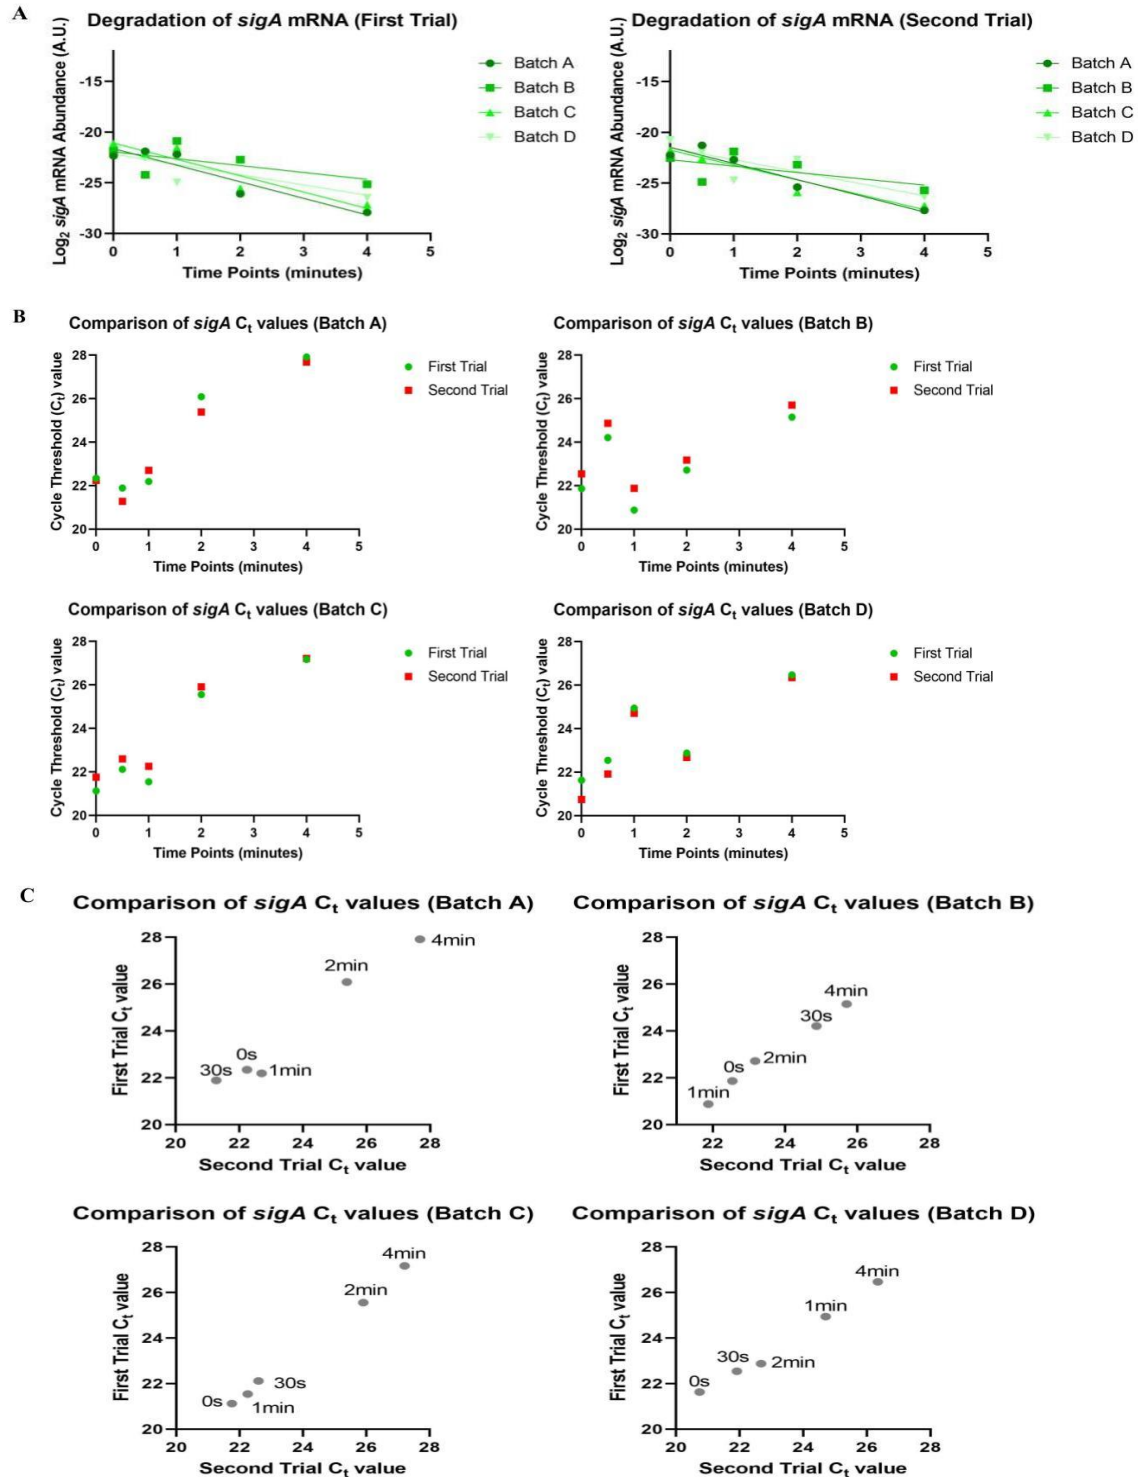 A
Degradation of sigA mRNA (First Trial)
Log2 sigA mRNA Abundance (A.U.)
-15
-20
-25
-30
0 1 2 3 4 5
Time Points (minutes)
Batch A
Batch B
Batch C
Batch D
Degradation of sigA mRNA (Second Trial)
Log2 sigA mRNA Abundance (A.U.)
-15
-20
-25
-30
0 1 2 3 4 5
Time Points (minutes)
Batch A
Batch B
Batch C
Batch D
B
Comparison of sigA Ct values (Batch A)
Cycle Threshold (Ct) value
28
26
24
22
20
0 1 2 3 4 5
Time Points (minutes)
First Trial
Second Trial
Comparison of sigA Ct values (Batch B)
Cycle Threshold (Ct) value
28
26
24
22
20
0 1 2 3 4 5
Time Points (minutes)
First Trial
Second Trial
Comparison of sigA Ct values (Batch C)
Cycle Threshold (Ct) value
28
26
24
22
20
0 1 2 3 4 5
Time Points (minutes)
First Trial
Second Trial
Comparison of sigA Ct values (Batch D)
Cycle Threshold (Ct) value
28
26
24
22
20
0 1 2 3 4 5
Time Points (minutes)
First Trial
Second Trial
C
Comparison of sigA Ct values (Batch A)
First Trial Ct value
28
26
24
22
20
4min
2min
0s
30s
1min
20 22 24 26 28
Second Trial Ct value
Comparison of sigA Ct values (Batch B)
First Trial Ct value
28
26
24
22
20
4min
30s
2min
0s
1min
22 24 26 28
Second Trial Ct value
Comparison of sigA Ct values (Batch C)
First Trial Ct value
28
26
24
22
20
4min
2min
30s
0s
1min
20 22 24 26 28
Second Trial Ct value
Comparison of sigA Ct values (Batch D)
First Trial Ct value
28
26
24
22
20
4min
1min
30s
2min
0s
20 22 24 26 28
Second Trial Ct value